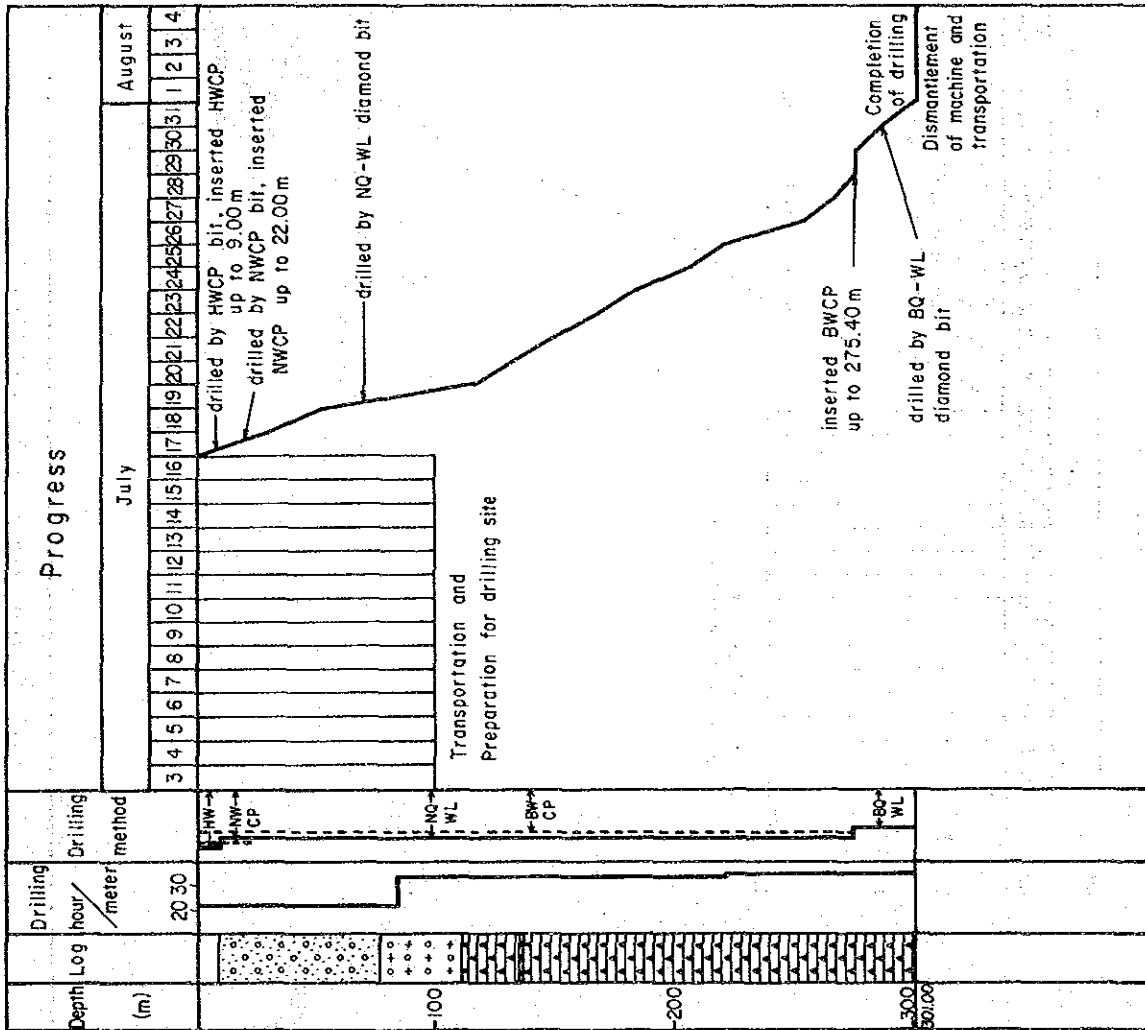 Progress
July
August
3 4 5 6 7 8 9 10 11 12 13 14 15 16 17 18 19 20 21 22 23 24 25 26 27 28 29 30 31 1 2 3 4
Depth
(m)
Log
Drilling
hour/
meter
20 30
Drilling
method
HW
NW
CP
NQ
WL
BW
CP
BQ
WL
-100
-200
-300
301.00
drilled by HWCP bit, inserted HWCP
up to 9.00m
drilled by NWCP bit, inserted
NWCP up to 22.00m
drilled by NQ-WL diamond bit
Transportation and
Preparation for drilling site
inserted BWCP
up to 275.40m
drilled by BQ-WL
diamond bit
Completion
of drilling
Dismantlement
of machine and
transportation